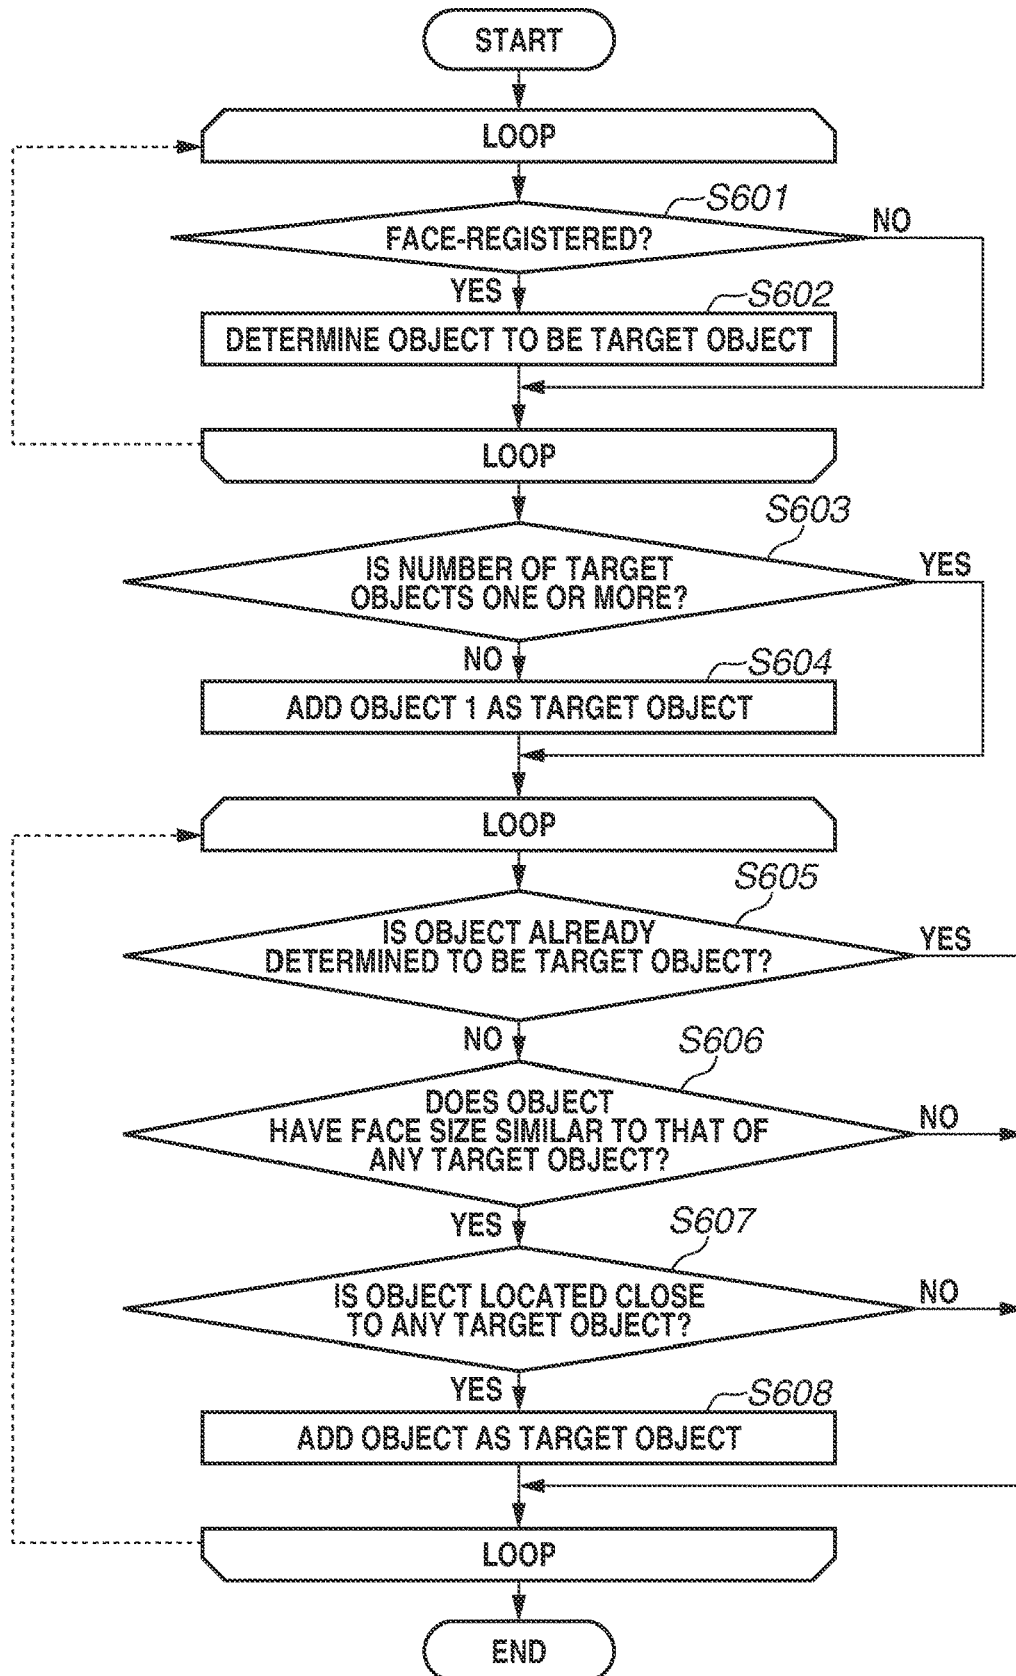 START
LOOP
S601
FACE-REGISTERED?
NO
YES
S602
DETERMINE OBJECT TO BE TARGET OBJECT
LOOP
S603
IS NUMBER OF TARGET
OBJECTS ONE OR MORE?
YES
NO
S604
ADD OBJECT 1 AS TARGET OBJECT
LOOP
S605
IS OBJECT ALREADY
DETERMINED TO BE TARGET OBJECT?
YES
NO
S606
DOES OBJECT
HAVE FACE SIZE SIMILAR TO THAT OF
ANY TARGET OBJECT?
NO
YES
S607
IS OBJECT LOCATED CLOSE
TO ANY TARGET OBJECT?
NO
YES
S608
ADD OBJECT AS TARGET OBJECT
LOOP
END